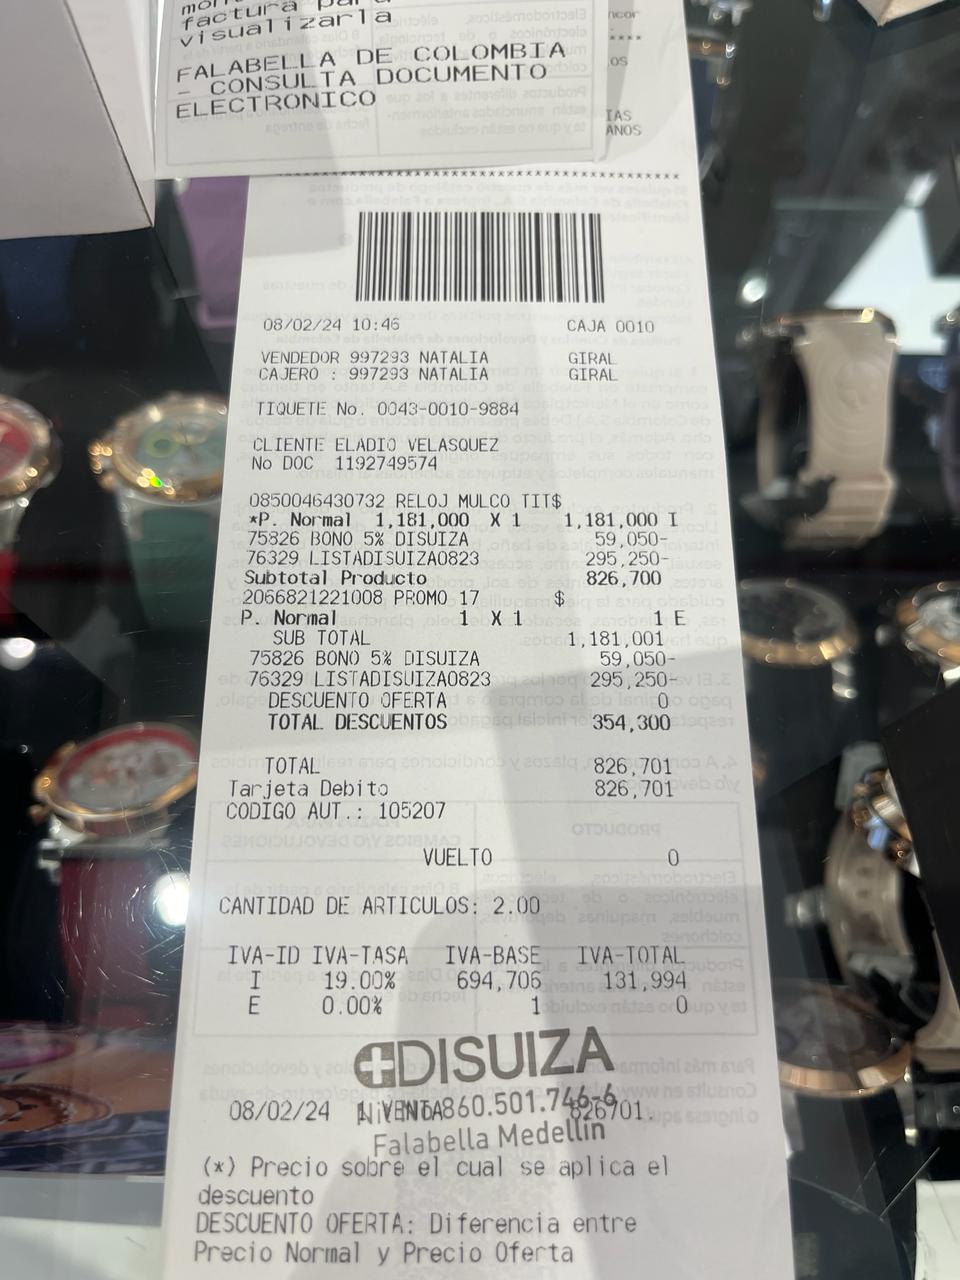 factura para
visualizarla
FALABELLA DE COLOMBIA
- CONSULTA DOCUMENTO
ELECTRONICO
08/02/24 10:46 CAJA 0010
VENDEDOR 997293 NATALIA GIRAL
CAJERO : 997293 NATALIA GIRAL
TIQUETE No. 0043-0010-9884
CLIENTE ELADIO VELASQUEZ
No DOC 1192749574
0850046430732 RELOJ MULCO TIT$
*P. Normal 1,181,000 X 1 1,181,000 I
75826 BONO 5% DISUIZA 59,050-
76329 LISTADISUIZA0823 295,250-
Subtotal Producto 826,700
2066821221008 PROMO 17 $
P. Normal 1 X 1 1 E
SUB TOTAL 1,181,001
75826 BONO 5% DISUIZA 59,050-
76329 LISTADISUIZA0823 295,250-
DESCUENTO OFERTA 0
TOTAL DESCUENTOS 354,300
TOTAL 826,701
Tarjeta Debito 826,701
CODIGO AUT.: 105207
VUELTO 0
CANTIDAD DE ARTICULOS: 2.00
IVA-ID IVA-TASA IVA-BASE IVA-TOTAL
I 19.00% 694,706 131,994
E 0.00% 1 0
DISUIZA
08/02/24 VENTA 826701.
Nit 860.501.746-6
Falabella Medellin
(*) Precio sobre el cual se aplica el
descuento
DESCUENTO OFERTA: Diferencia entre
Precio Normal y Precio Oferta